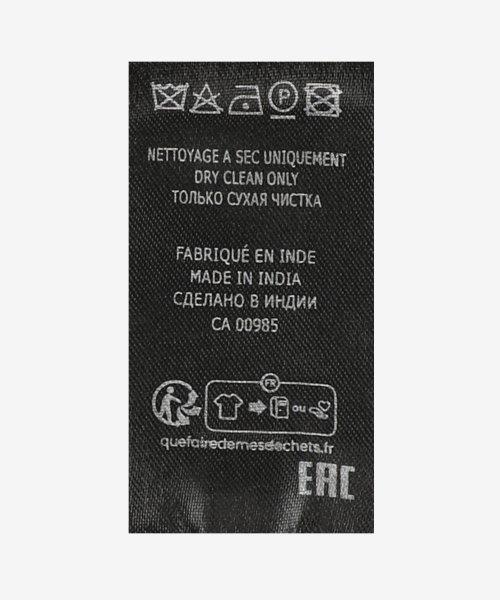 P
NETTOYAGE A SEC UNIQUEMENT
DRY CLEAN ONLY
ТОЛЬКО СУХАЯ ЧИСТКА
FABRIQUÉ EN INDE
MADE IN INDIA
СДЕЛАНО В ИНДИИ
CA 00985
FR
ou
quefairedemesdechets.fr
EAC